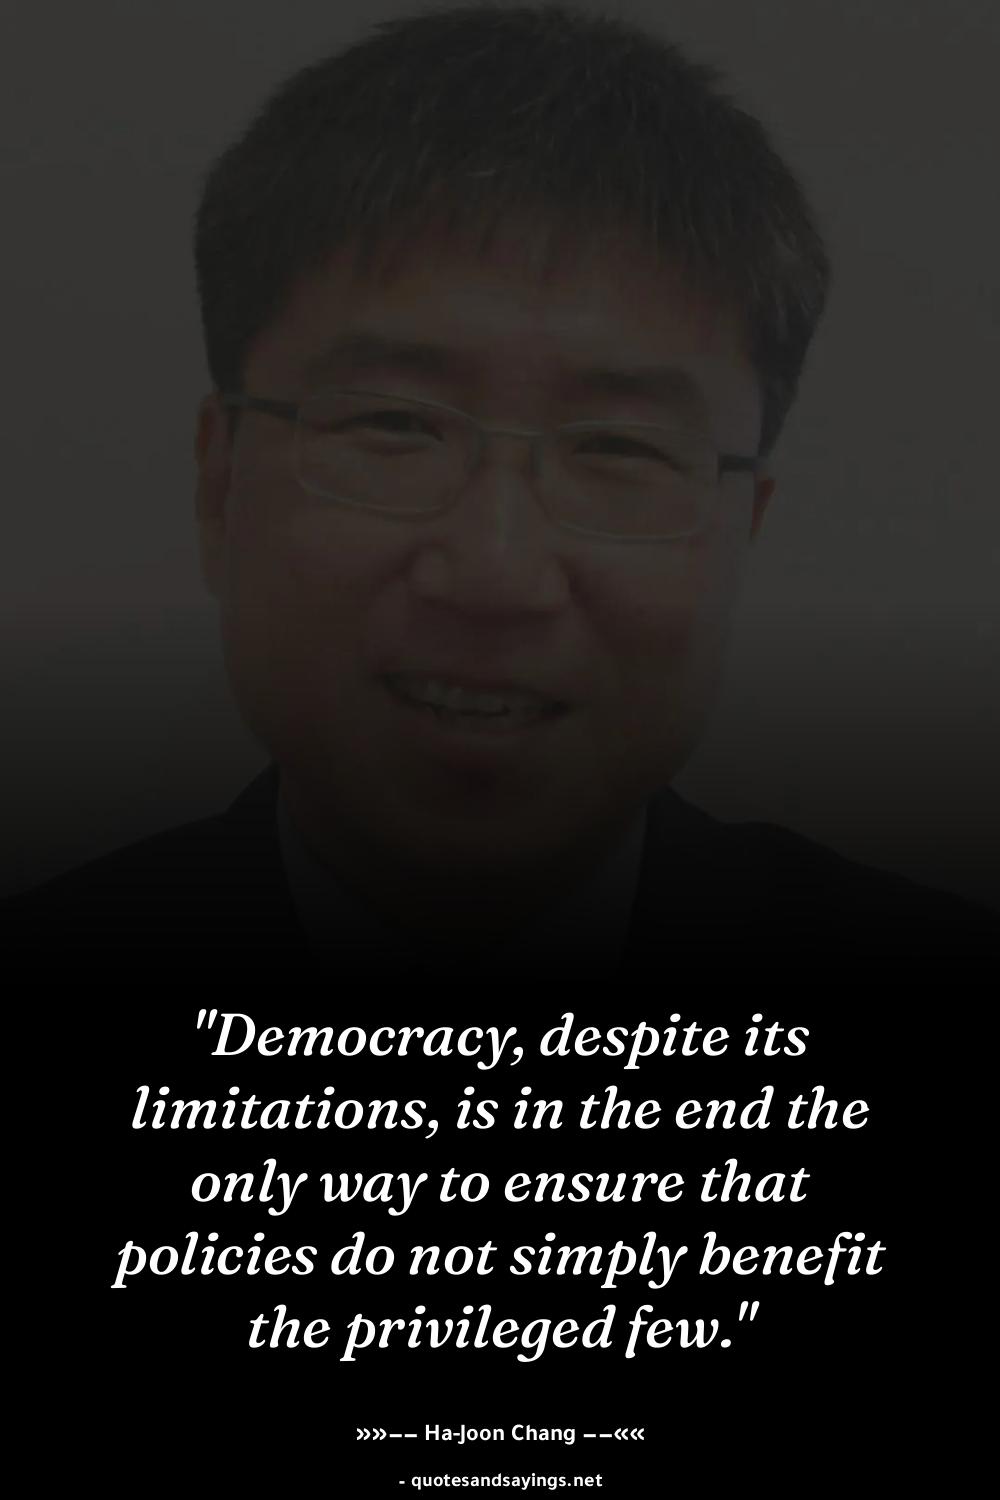 "Democracy, despite its
limitations, is in the end the
only way to ensure that
policies do not simply benefit
the privileged few."
»»−− Ha-Joon Chang −−««
- quotesandsayings.net